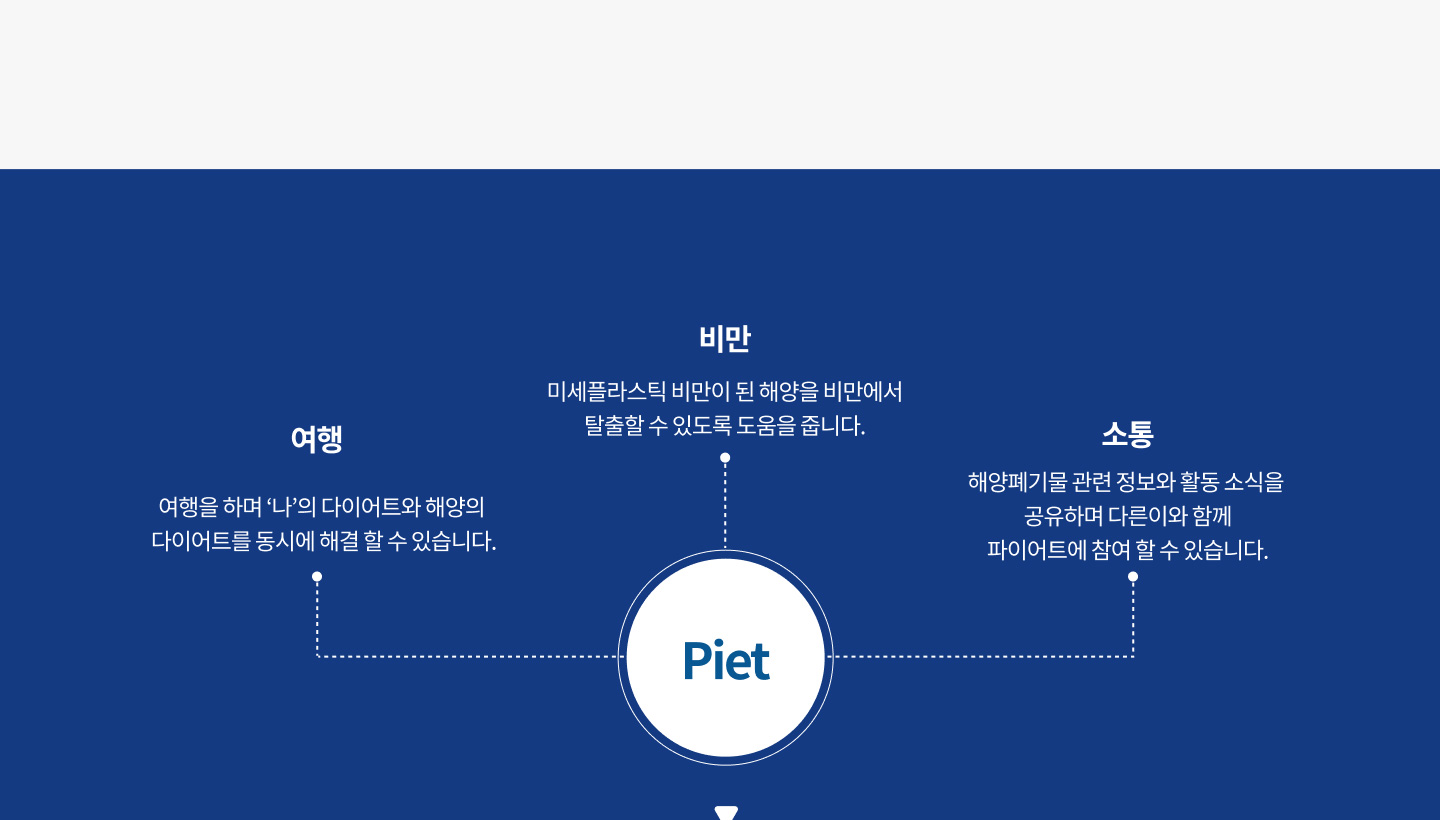 비만
미세플라스틱 비만이 된 해양을 비만에서
탈출할 수 있도록 도움을 줍니다.
여행
여행을 하며 ‘나’의 다이어트와 해양의
다이어트를 동시에 해결 할 수 있습니다.
소통
해양폐기물 관련 정보와 활동 소식을
공유하며 다른이와 함께
파이어트에 참여 할 수 있습니다.
Piet